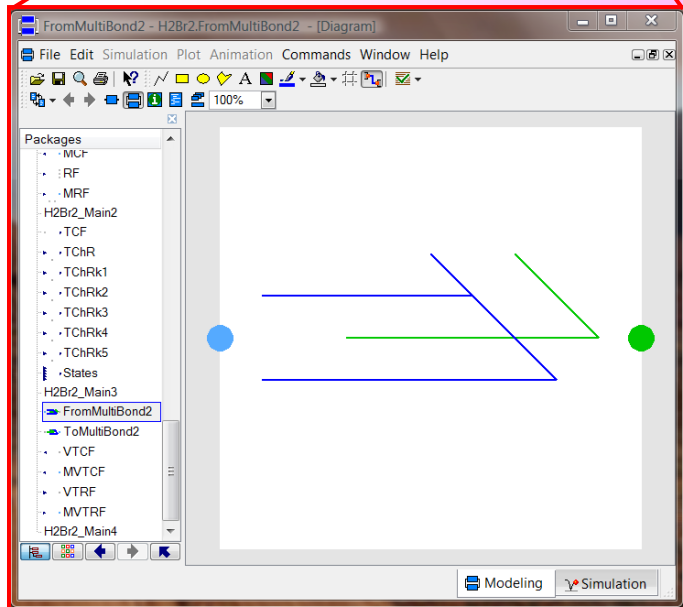 FromMultiBond2 - H2Br2.FromMultiBond2 - [Diagram]
File Edit Simulation Plot Animation Commands Window Help
A
100%
Packages
MCF
RF
MRF
H2Br2_Main2
TCF
TChR
TChRk1
TChRk2
TChRk3
TChRk4
TChRk5
States
H2Br2_Main3
FromMultiBond2
ToMultiBond2
VTCF
MVTCF
VTRF
MVTRF
H2Br2_Main4
Modeling Simulation